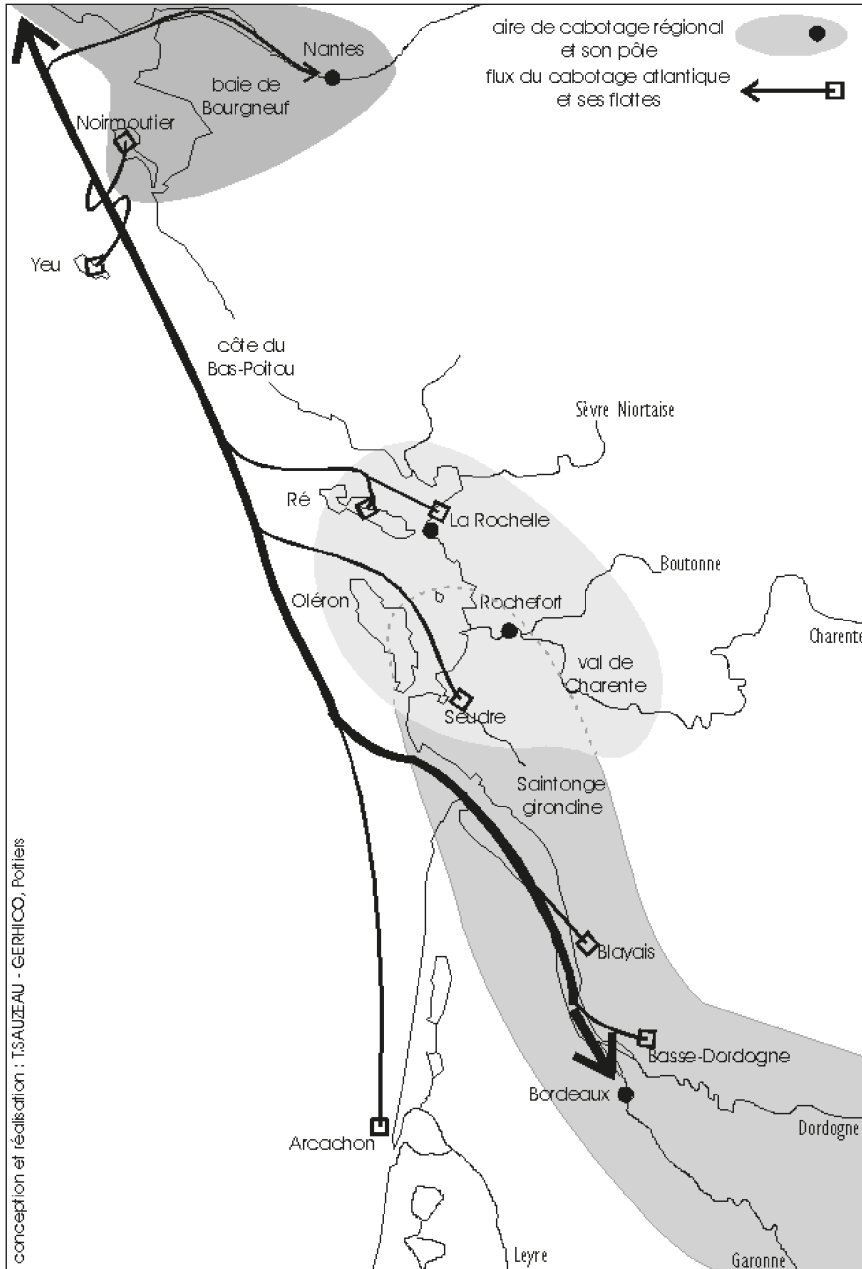 aire de cabotage régional
et son pôle
flux du cabotage atlantique
et ses flottes
Nantes
baie de
Bourgneuf
Noirmoutier
Yeu
côte du
Bas-Poitou
Sèvre Niortaise
Ré
La Rochelle
Boutonne
Oléron
Rochefort
Charente
val de
Charente
Seudre
Saintonge
girondine
Blayais
Basse-Dordogne
Bordeaux
Dordogne
Arcachon
Leyre
Garonne
conception et réalisation : T.SAUZEAU - GERHICO, Poitiers